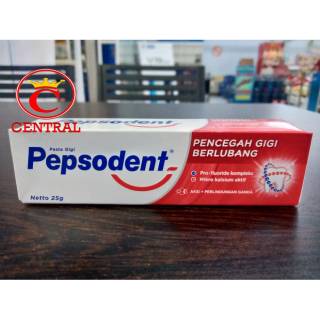 C
CENTRAL
Pasta Gigi
Pepsodent
Netto 25g
PENCEGAH GIGI
BERLUBANG
Pro-fluoride kompleks
Mikro kalsium aktif
AKSI + PERLINDUNGAN GANDA